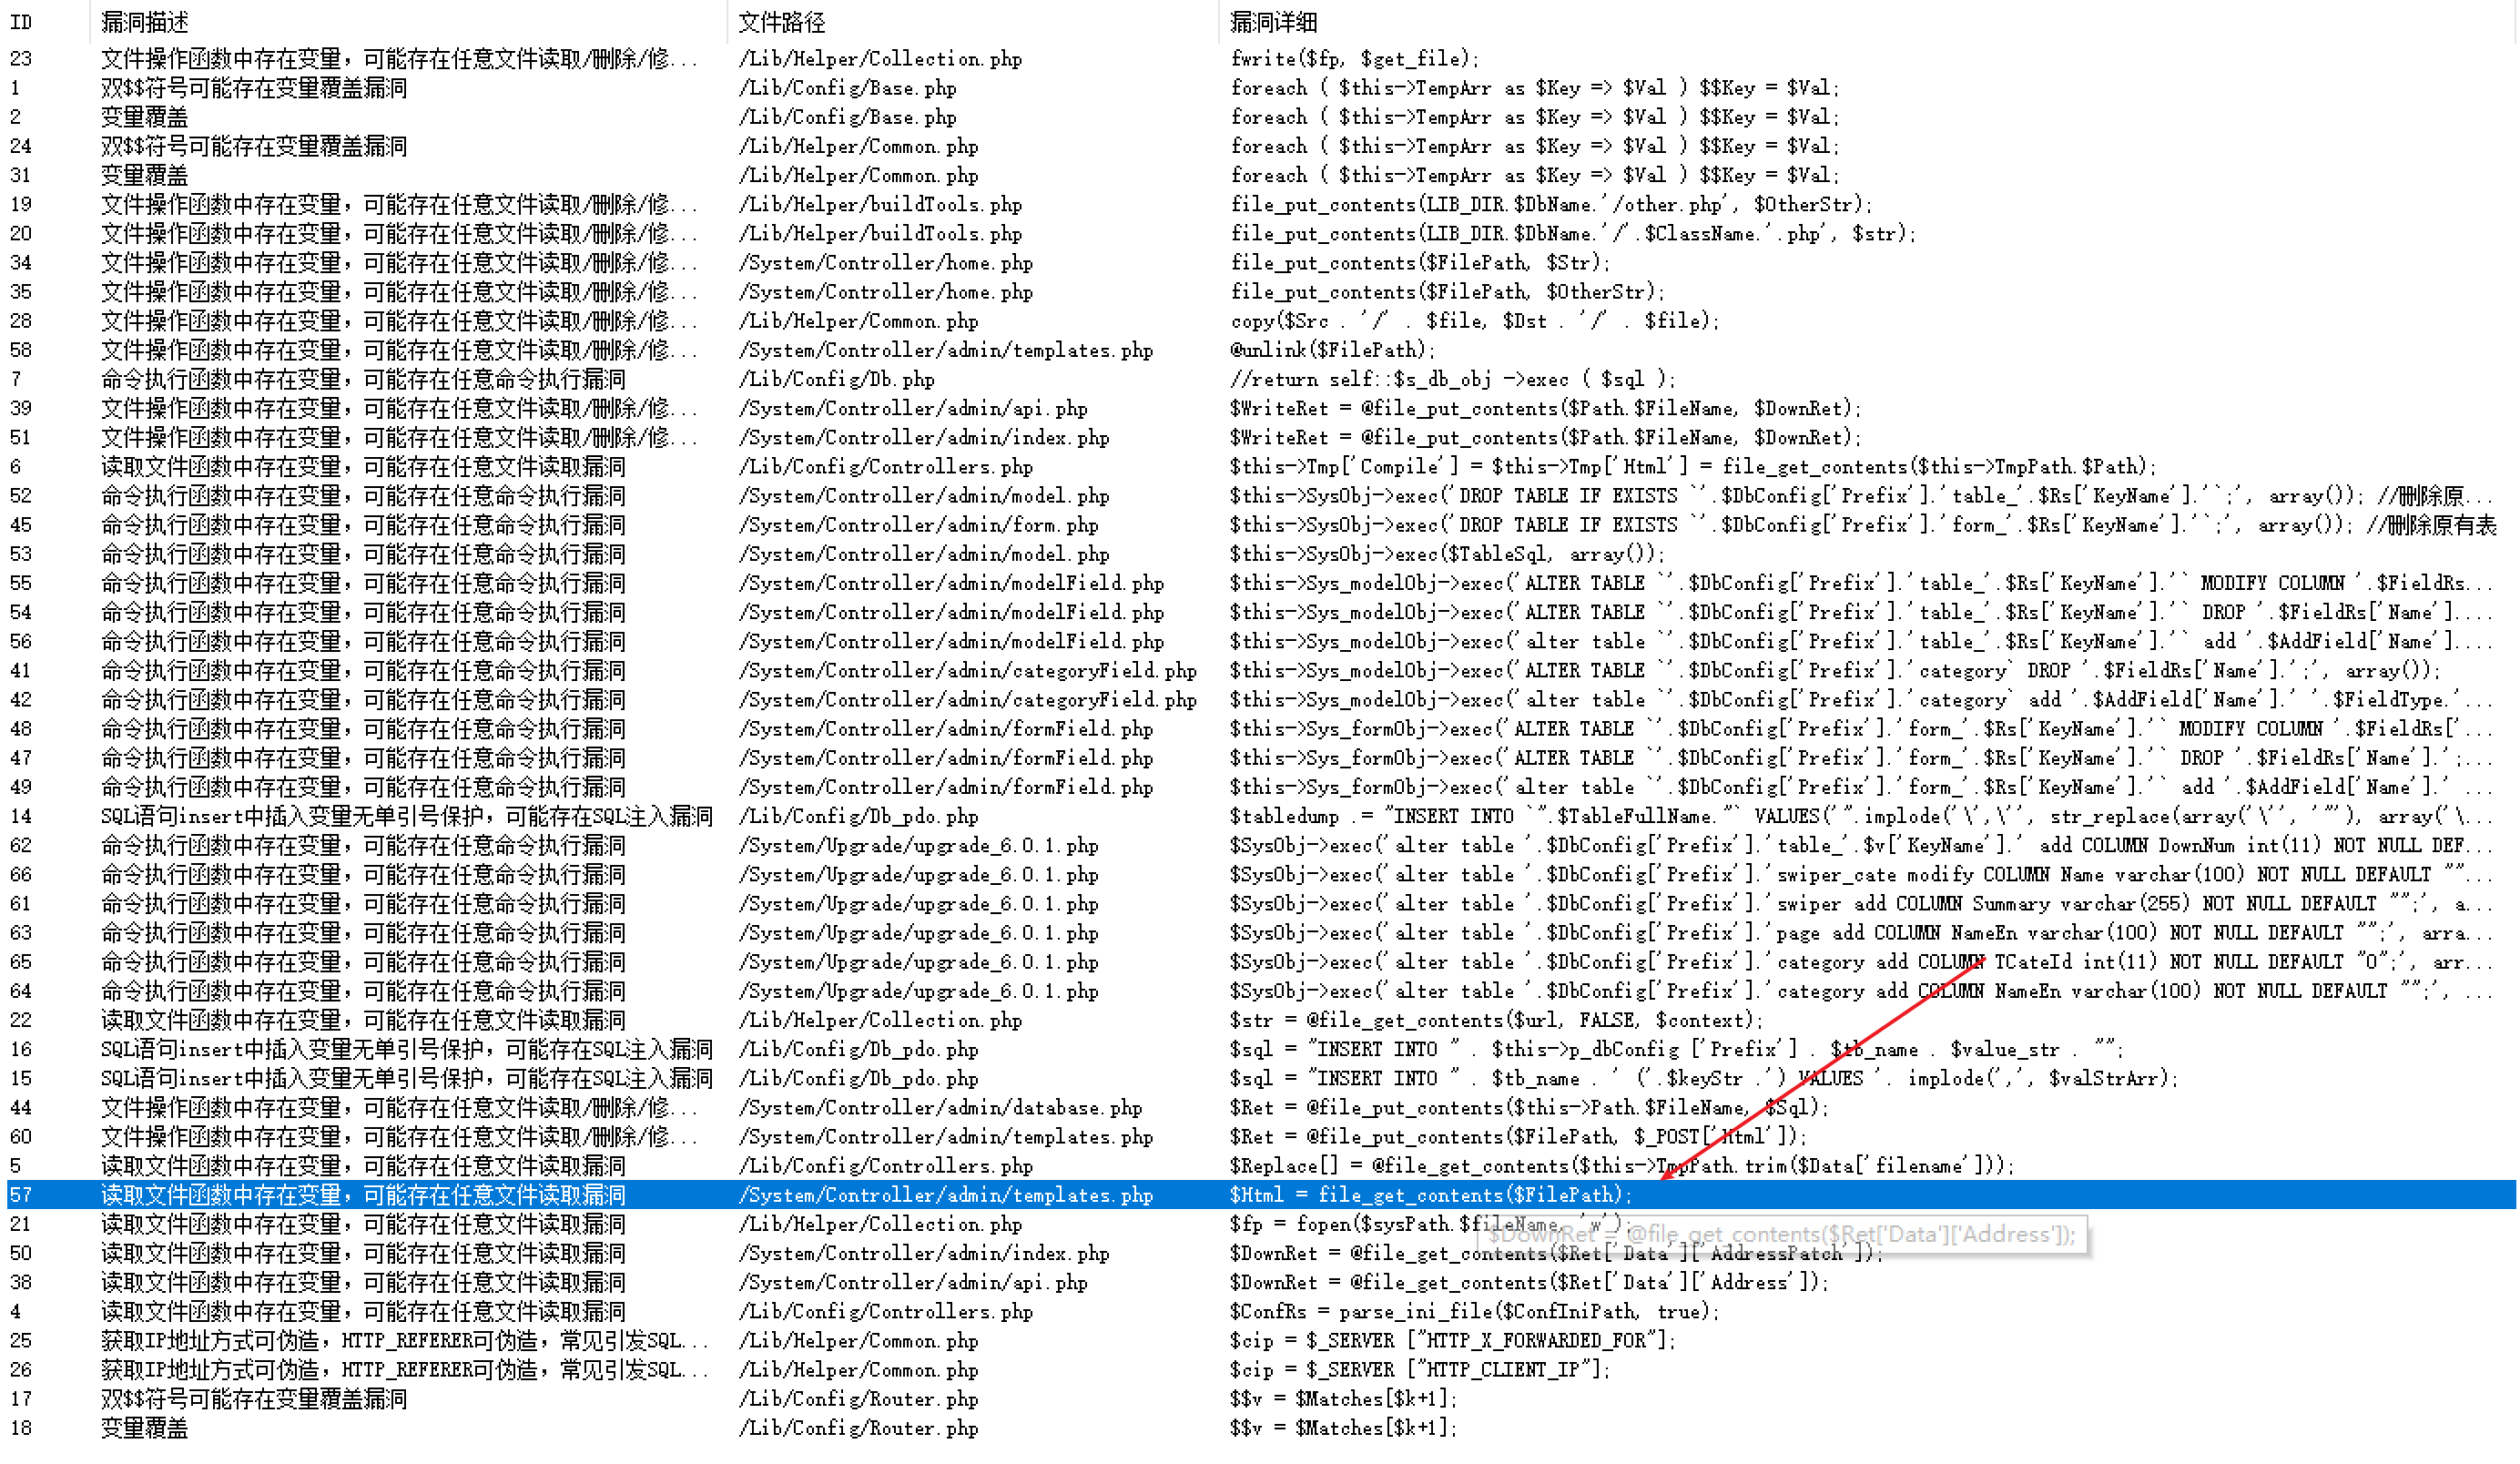 ID 漏洞描述 文件路径 漏洞详细
23 文件操作函数中存在变量，可能存在任意文件读取/删除/修... /Lib/Helper/Collection.php fwrite($fp, $get_file);
1 双$$符号可能存在变量覆盖漏洞 /Lib/Config/Base.php foreach ( $this->TempArr as $Key => $Val ) $$Key = $Val;
2 变量覆盖 /Lib/Config/Base.php foreach ( $this->TempArr as $Key => $Val ) $$Key = $Val;
24 双$$符号可能存在变量覆盖漏洞 /Lib/Helper/Common.php foreach ( $this->TempArr as $Key => $Val ) $$Key = $Val;
31 变量覆盖 /Lib/Helper/Common.php foreach ( $this->TempArr as $Key => $Val ) $$Key = $Val;
19 文件操作函数中存在变量，可能存在任意文件读取/删除/修... /Lib/Helper/buildTools.php file_put_contents(LIB_DIR.$DbName.'/other.php', $OtherStr);
20 文件操作函数中存在变量，可能存在任意文件读取/删除/修... /Lib/Helper/buildTools.php file_put_contents(LIB_DIR.$DbName.'/'.$ClassName.'.php', $str);
34 文件操作函数中存在变量，可能存在任意文件读取/删除/修... /System/Controller/home.php file_put_contents($FilePath, $Str);
35 文件操作函数中存在变量，可能存在任意文件读取/删除/修... /System/Controller/home.php file_put_contents($FilePath, $OtherStr);
28 文件操作函数中存在变量，可能存在任意文件读取/删除/修... /Lib/Helper/Common.php copy($Src . '/' . $file, $Dst . '/' . $file);
58 文件操作函数中存在变量，可能存在任意文件读取/删除/修... /System/Controller/admin/templates.php @unlink($FilePath);
7 命令执行函数中存在变量，可能存在任意命令执行漏洞 /Lib/Config/Db.php //return self::$s_db_obj ->exec ( $sql );
39 文件操作函数中存在变量，可能存在任意文件读取/删除/修... /System/Controller/admin/api.php $WriteRet = @file_put_contents($Path.$FileName, $DownRet);
51 文件操作函数中存在变量，可能存在任意文件读取/删除/修... /System/Controller/admin/index.php $WriteRet = @file_put_contents($Path.$FileName, $DownRet);
6 读取文件函数中存在变量，可能存在任意文件读取漏洞 /Lib/Config/Controllers.php $this->Tmp['Compile'] = $this->Tmp['Html'] = file_get_contents($this->TmpPath.$Path);
52 命令执行函数中存在变量，可能存在任意命令执行漏洞 /System/Controller/admin/model.php $this->SysObj->exec('DROP TABLE IF EXISTS `'.$DbConfig['Prefix'].'table_'.$Rs['KeyName'].'`;', array()); //删除原...
45 命令执行函数中存在变量，可能存在任意命令执行漏洞 /System/Controller/admin/form.php $this->SysObj->exec('DROP TABLE IF EXISTS `'.$DbConfig['Prefix'].'form_'.$Rs['KeyName'].'`;', array()); //删除原有表
53 命令执行函数中存在变量，可能存在任意命令执行漏洞 /System/Controller/admin/model.php $this->SysObj->exec($TableSql, array());
55 命令执行函数中存在变量，可能存在任意命令执行漏洞 /System/Controller/admin/modelField.php $this->Sys_modelObj->exec('ALTER TABLE `'.$DbConfig['Prefix'].'table_'.$Rs['KeyName'].'` MODIFY COLUMN '.$FieldRs...
54 命令执行函数中存在变量，可能存在任意命令执行漏洞 /System/Controller/admin/modelField.php $this->Sys_modelObj->exec('ALTER TABLE `'.$DbConfig['Prefix'].'table_'.$Rs['KeyName'].'` DROP '.$FieldRs['Name']....
56 命令执行函数中存在变量，可能存在任意命令执行漏洞 /System/Controller/admin/modelField.php $this->Sys_modelObj->exec('alter table `'.$DbConfig['Prefix'].'table_'.$Rs['KeyName'].'` add '.$AddField['Name']....
41 命令执行函数中存在变量，可能存在任意命令执行漏洞 /System/Controller/admin/categoryField.php $this->Sys_modelObj->exec('ALTER TABLE `'.$DbConfig['Prefix'].'category` DROP '.$FieldRs['Name'].';', array());
42 命令执行函数中存在变量，可能存在任意命令执行漏洞 /System/Controller/admin/categoryField.php $this->Sys_modelObj->exec('alter table `'.$DbConfig['Prefix'].'category` add '.$AddField['Name'].' '.$FieldType.'...
48 命令执行函数中存在变量，可能存在任意命令执行漏洞 /System/Controller/admin/formField.php $this->Sys_formObj->exec('ALTER TABLE `'.$DbConfig['Prefix'].'form_'.$Rs['KeyName'].'` MODIFY COLUMN '.$FieldRs['...
47 命令执行函数中存在变量，可能存在任意命令执行漏洞 /System/Controller/admin/formField.php $this->Sys_formObj->exec('ALTER TABLE `'.$DbConfig['Prefix'].'form_'.$Rs['KeyName'].'` DROP '.$FieldRs['Name'].';...
49 命令执行函数中存在变量，可能存在任意命令执行漏洞 /System/Controller/admin/formField.php $this->Sys_formObj->exec('alter table `'.$DbConfig['Prefix'].'form_'.$Rs['KeyName'].'` add '.$AddField['Name'].' ...
14 SQL语句insert中插入变量无单引号保护，可能存在SQL注入漏洞 /Lib/Config/Db_pdo.php $tabledump .= "INSERT INTO `".$TableFullName."` VALUES('".implode('\',\'', str_replace(array('\'', '"'), array('\...
62 命令执行函数中存在变量，可能存在任意命令执行漏洞 /System/Upgrade/upgrade_6.0.1.php $SysObj->exec('alter table '.$DbConfig['Prefix'].'table_'.$v['KeyName'].' add COLUMN DownNum int(11) NOT NULL DEF...
66 命令执行函数中存在变量，可能存在任意命令执行漏洞 /System/Upgrade/upgrade_6.0.1.php $SysObj->exec('alter table '.$DbConfig['Prefix'].'swiper_cate modify COLUMN Name varchar(100) NOT NULL DEFAULT ""...
61 命令执行函数中存在变量，可能存在任意命令执行漏洞 /System/Upgrade/upgrade_6.0.1.php $SysObj->exec('alter table '.$DbConfig['Prefix'].'swiper add COLUMN Summary varchar(255) NOT NULL DEFAULT "";', a...
63 命令执行函数中存在变量，可能存在任意命令执行漏洞 /System/Upgrade/upgrade_6.0.1.php $SysObj->exec('alter table '.$DbConfig['Prefix'].'page add COLUMN NameEn varchar(100) NOT NULL DEFAULT "";', arra...
65 命令执行函数中存在变量，可能存在任意命令执行漏洞 /System/Upgrade/upgrade_6.0.1.php $SysObj->exec('alter table '.$DbConfig['Prefix'].'category add COLUMN TCateId int(11) NOT NULL DEFAULT "0";', arr...
64 命令执行函数中存在变量，可能存在任意命令执行漏洞 /System/Upgrade/upgrade_6.0.1.php $SysObj->exec('alter table '.$DbConfig['Prefix'].'category add COLUMN NameEn varchar(100) NOT NULL DEFAULT "";', ...
22 读取文件函数中存在变量，可能存在任意文件读取漏洞 /Lib/Helper/Collection.php $str = @file_get_contents($url, FALSE, $context);
16 SQL语句insert中插入变量无单引号保护，可能存在SQL注入漏洞 /Lib/Config/Db_pdo.php $sql = "INSERT INTO " . $this->p_dbConfig ['Prefix'] . $tb_name . $value_str . "";
15 SQL语句insert中插入变量无单引号保护，可能存在SQL注入漏洞 /Lib/Config/Db_pdo.php $sql = "INSERT INTO " . $tb_name . ' ('.$keyStr .') VALUES '. implode(',', $valStrArr);
44 文件操作函数中存在变量，可能存在任意文件读取/删除/修... /System/Controller/admin/database.php $Ret = @file_put_contents($this->Path.$FileName, $Sql);
60 文件操作函数中存在变量，可能存在任意文件读取/删除/修... /System/Controller/admin/templates.php $Ret = @file_put_contents($FilePath, $_POST['Html']);
5 读取文件函数中存在变量，可能存在任意文件读取漏洞 /Lib/Config/Controllers.php $Replace[] = @file_get_contents($this->TmpPath.trim($Data['filename']));
57 读取文件函数中存在变量，可能存在任意文件读取漏洞 /System/Controller/admin/templates.php $Html = file_get_contents($FilePath);
21 读取文件函数中存在变量，可能存在任意文件读取漏洞 /Lib/Helper/Collection.php $fp = fopen($sysPath.$fileName, 'w');
$DownRet = @file_get_contents($Ret['Data']['Address']);
50 读取文件函数中存在变量，可能存在任意文件读取漏洞 /System/Controller/admin/index.php $DownRet = @file_get_contents($Ret['Data']['AddressPatch']);
38 读取文件函数中存在变量，可能存在任意文件读取漏洞 /System/Controller/admin/api.php $DownRet = @file_get_contents($Ret['Data']['Address']);
4 读取文件函数中存在变量，可能存在任意文件读取漏洞 /Lib/Config/Controllers.php $ConfRs = parse_ini_file($ConfIniPath, true);
25 获取IP地址方式可伪造，HTTP_REFERER可伪造，常见引发SQL... /Lib/Helper/Common.php $cip = $_SERVER ["HTTP_X_FORWARDED_FOR"];
26 获取IP地址方式可伪造，HTTP_REFERER可伪造，常见引发SQL... /Lib/Helper/Common.php $cip = $_SERVER ["HTTP_CLIENT_IP"];
17 双$$符号可能存在变量覆盖漏洞 /Lib/Config/Router.php $$v = $Matches[$k+1];
18 变量覆盖 /Lib/Config/Router.php $$v = $Matches[$k+1];